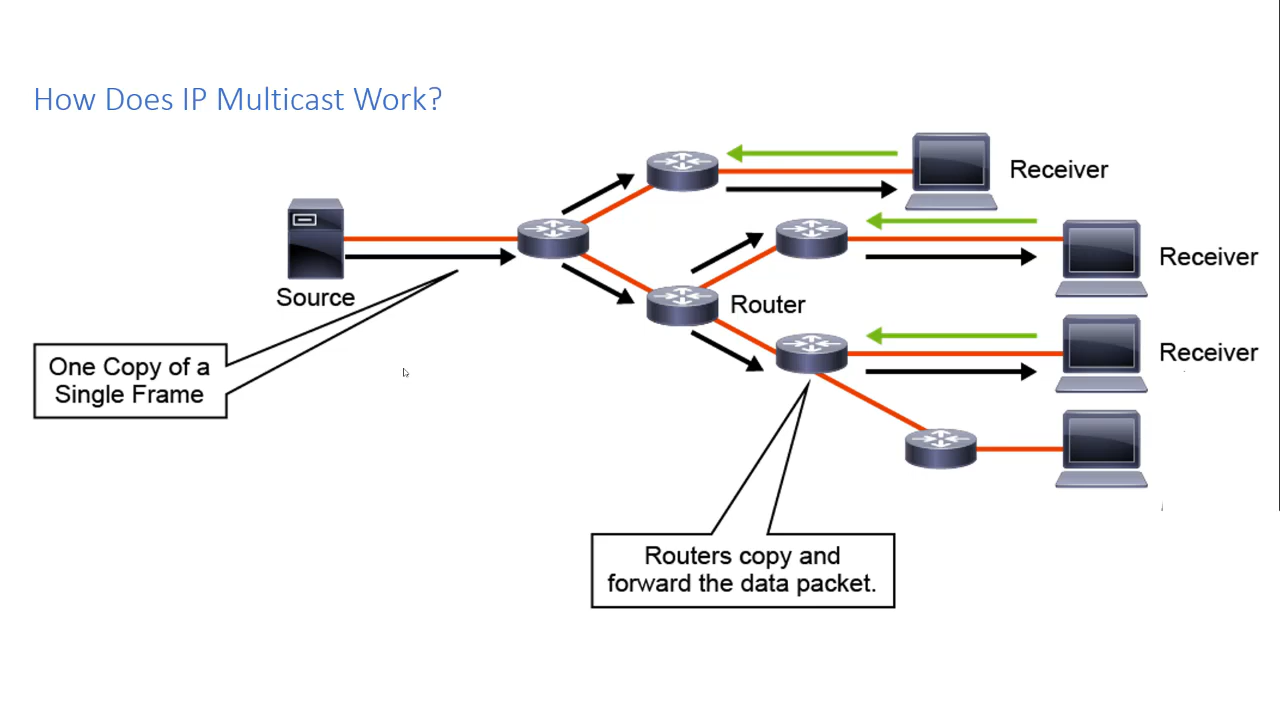 How Does IP Multicast Work?
Receiver
Receiver
Source
Router
Receiver
One Copy of a
Single Frame
Routers copy and
forward the data packet.